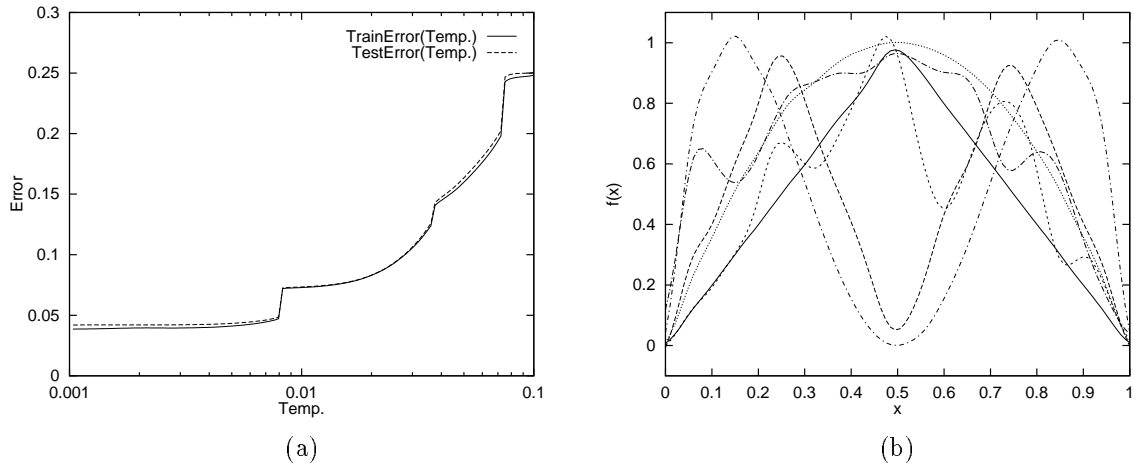 0.3
0.25
0.20
0.15
0.10
0.05
0
Error
TrainError(Temp.)
TestError(Temp.)
0.001
0.01
0.1
Temp.
(a)
1
0.8
0.6
0.4
0.2
0
f(x)
0 0.1 0.2 0.3 0.4 0.5 0.6 0.7 0.8 0.9 1
x
(b)